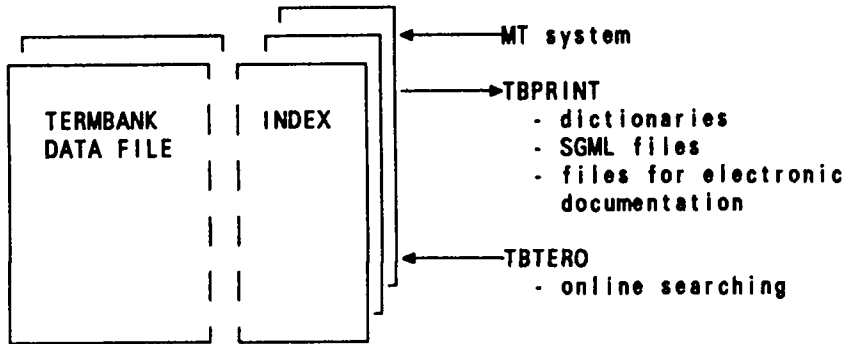 MT system
TERMBANK
DATA FILE
INDEX
TBPRINT
- dictionaries
- SGML files
- files for electronic
documentation
TBTERO
- online searching